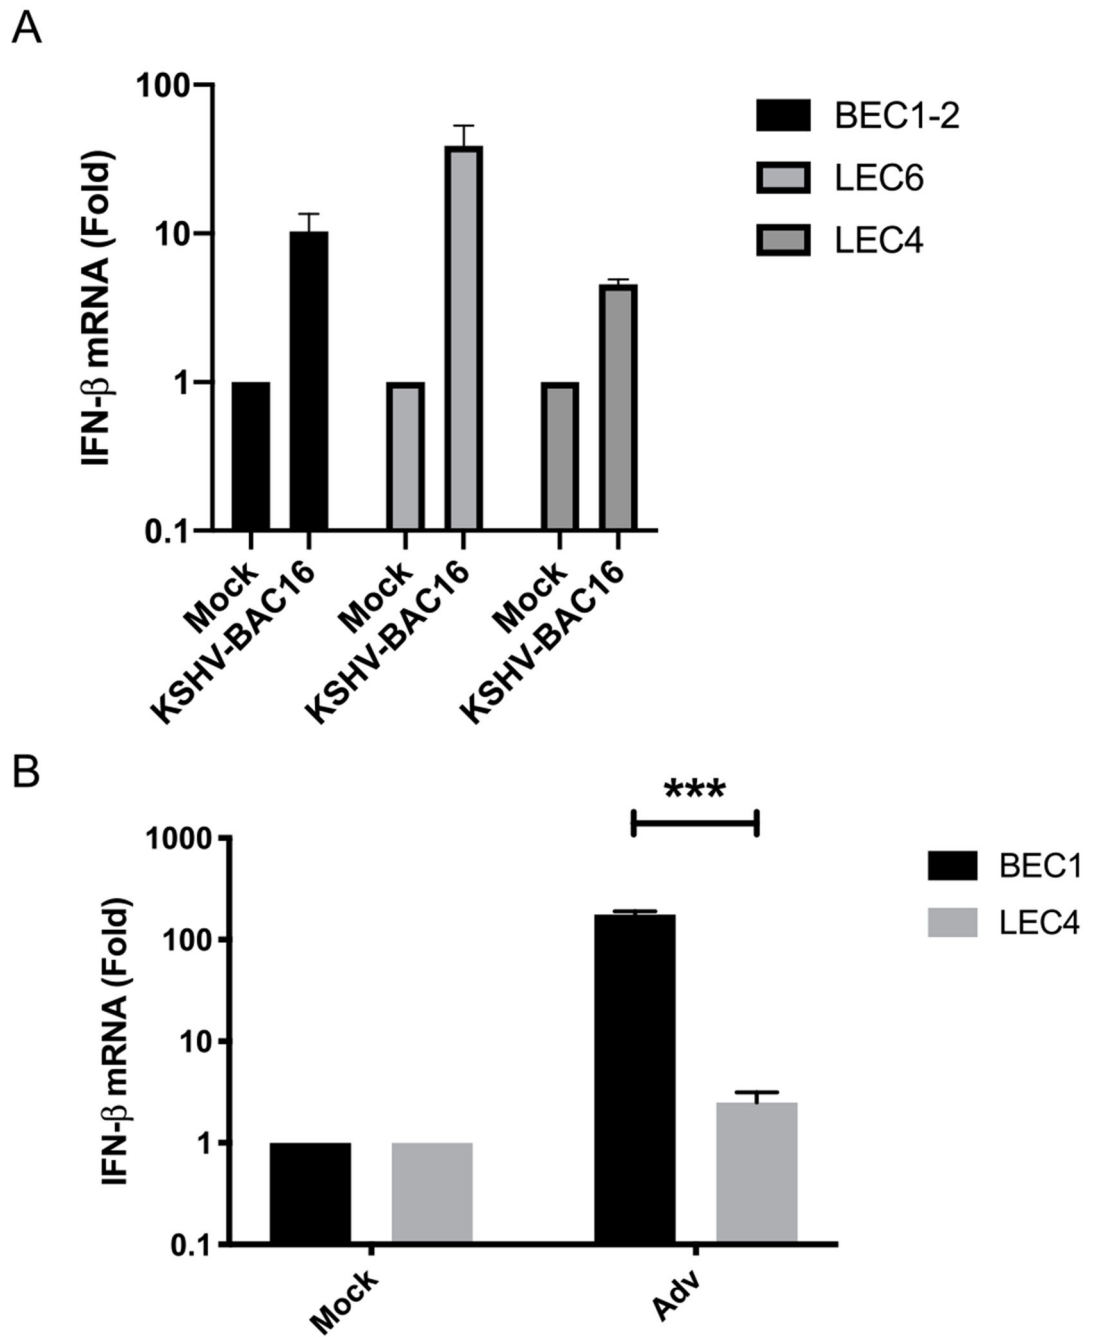 A
IFN-β mRNA (Fold)
100
10
1
0.1
Mock
KSHV-BAC16
Mock
KSHV-BAC16
Mock
KSHV-BAC16
BEC1-2
LEC6
LEC4
B
IFN-β mRNA (Fold)
1000
100
10
1
0.1
***
Mock
Adv
BEC1
LEC4